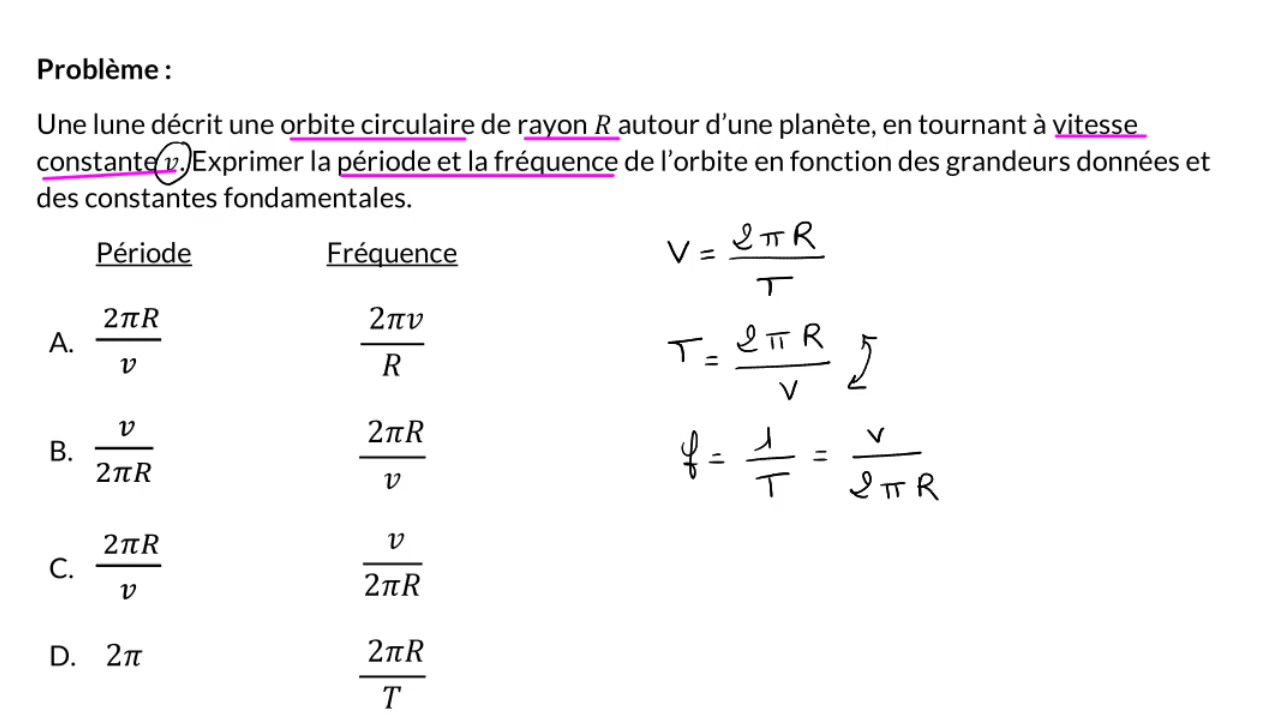 Problème :
Une lune décrit une orbite circulaire de rayon R autour d'une planète, en tournant à vitesse
constante v. Exprimer la période et la fréquence de l'orbite en fonction des grandeurs données et
des constantes fondamentales.
Période Fréquence
A. 2πR/v 2πv/R
B. v/2πR 2πR/v
C. 2πR/v v/2πR
D. 2π 2πR/T
V = 2πR/T
T = 2πR/V
f = 1/T = v/2πR